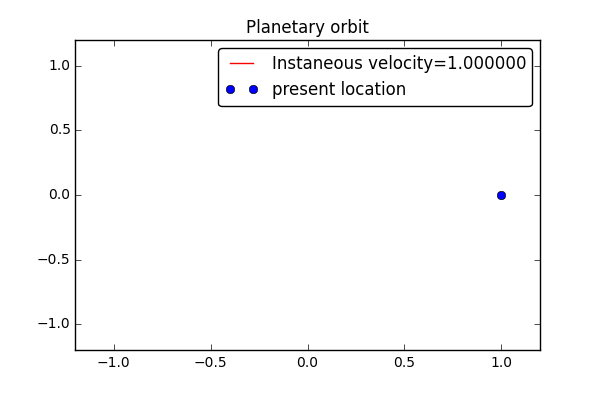 Planetary orbit
Instaneous velocity=1.000000
present location
1.0
0.5
0.0
−0.5
−1.0
−1.0 −0.5 0.0 0.5 1.0